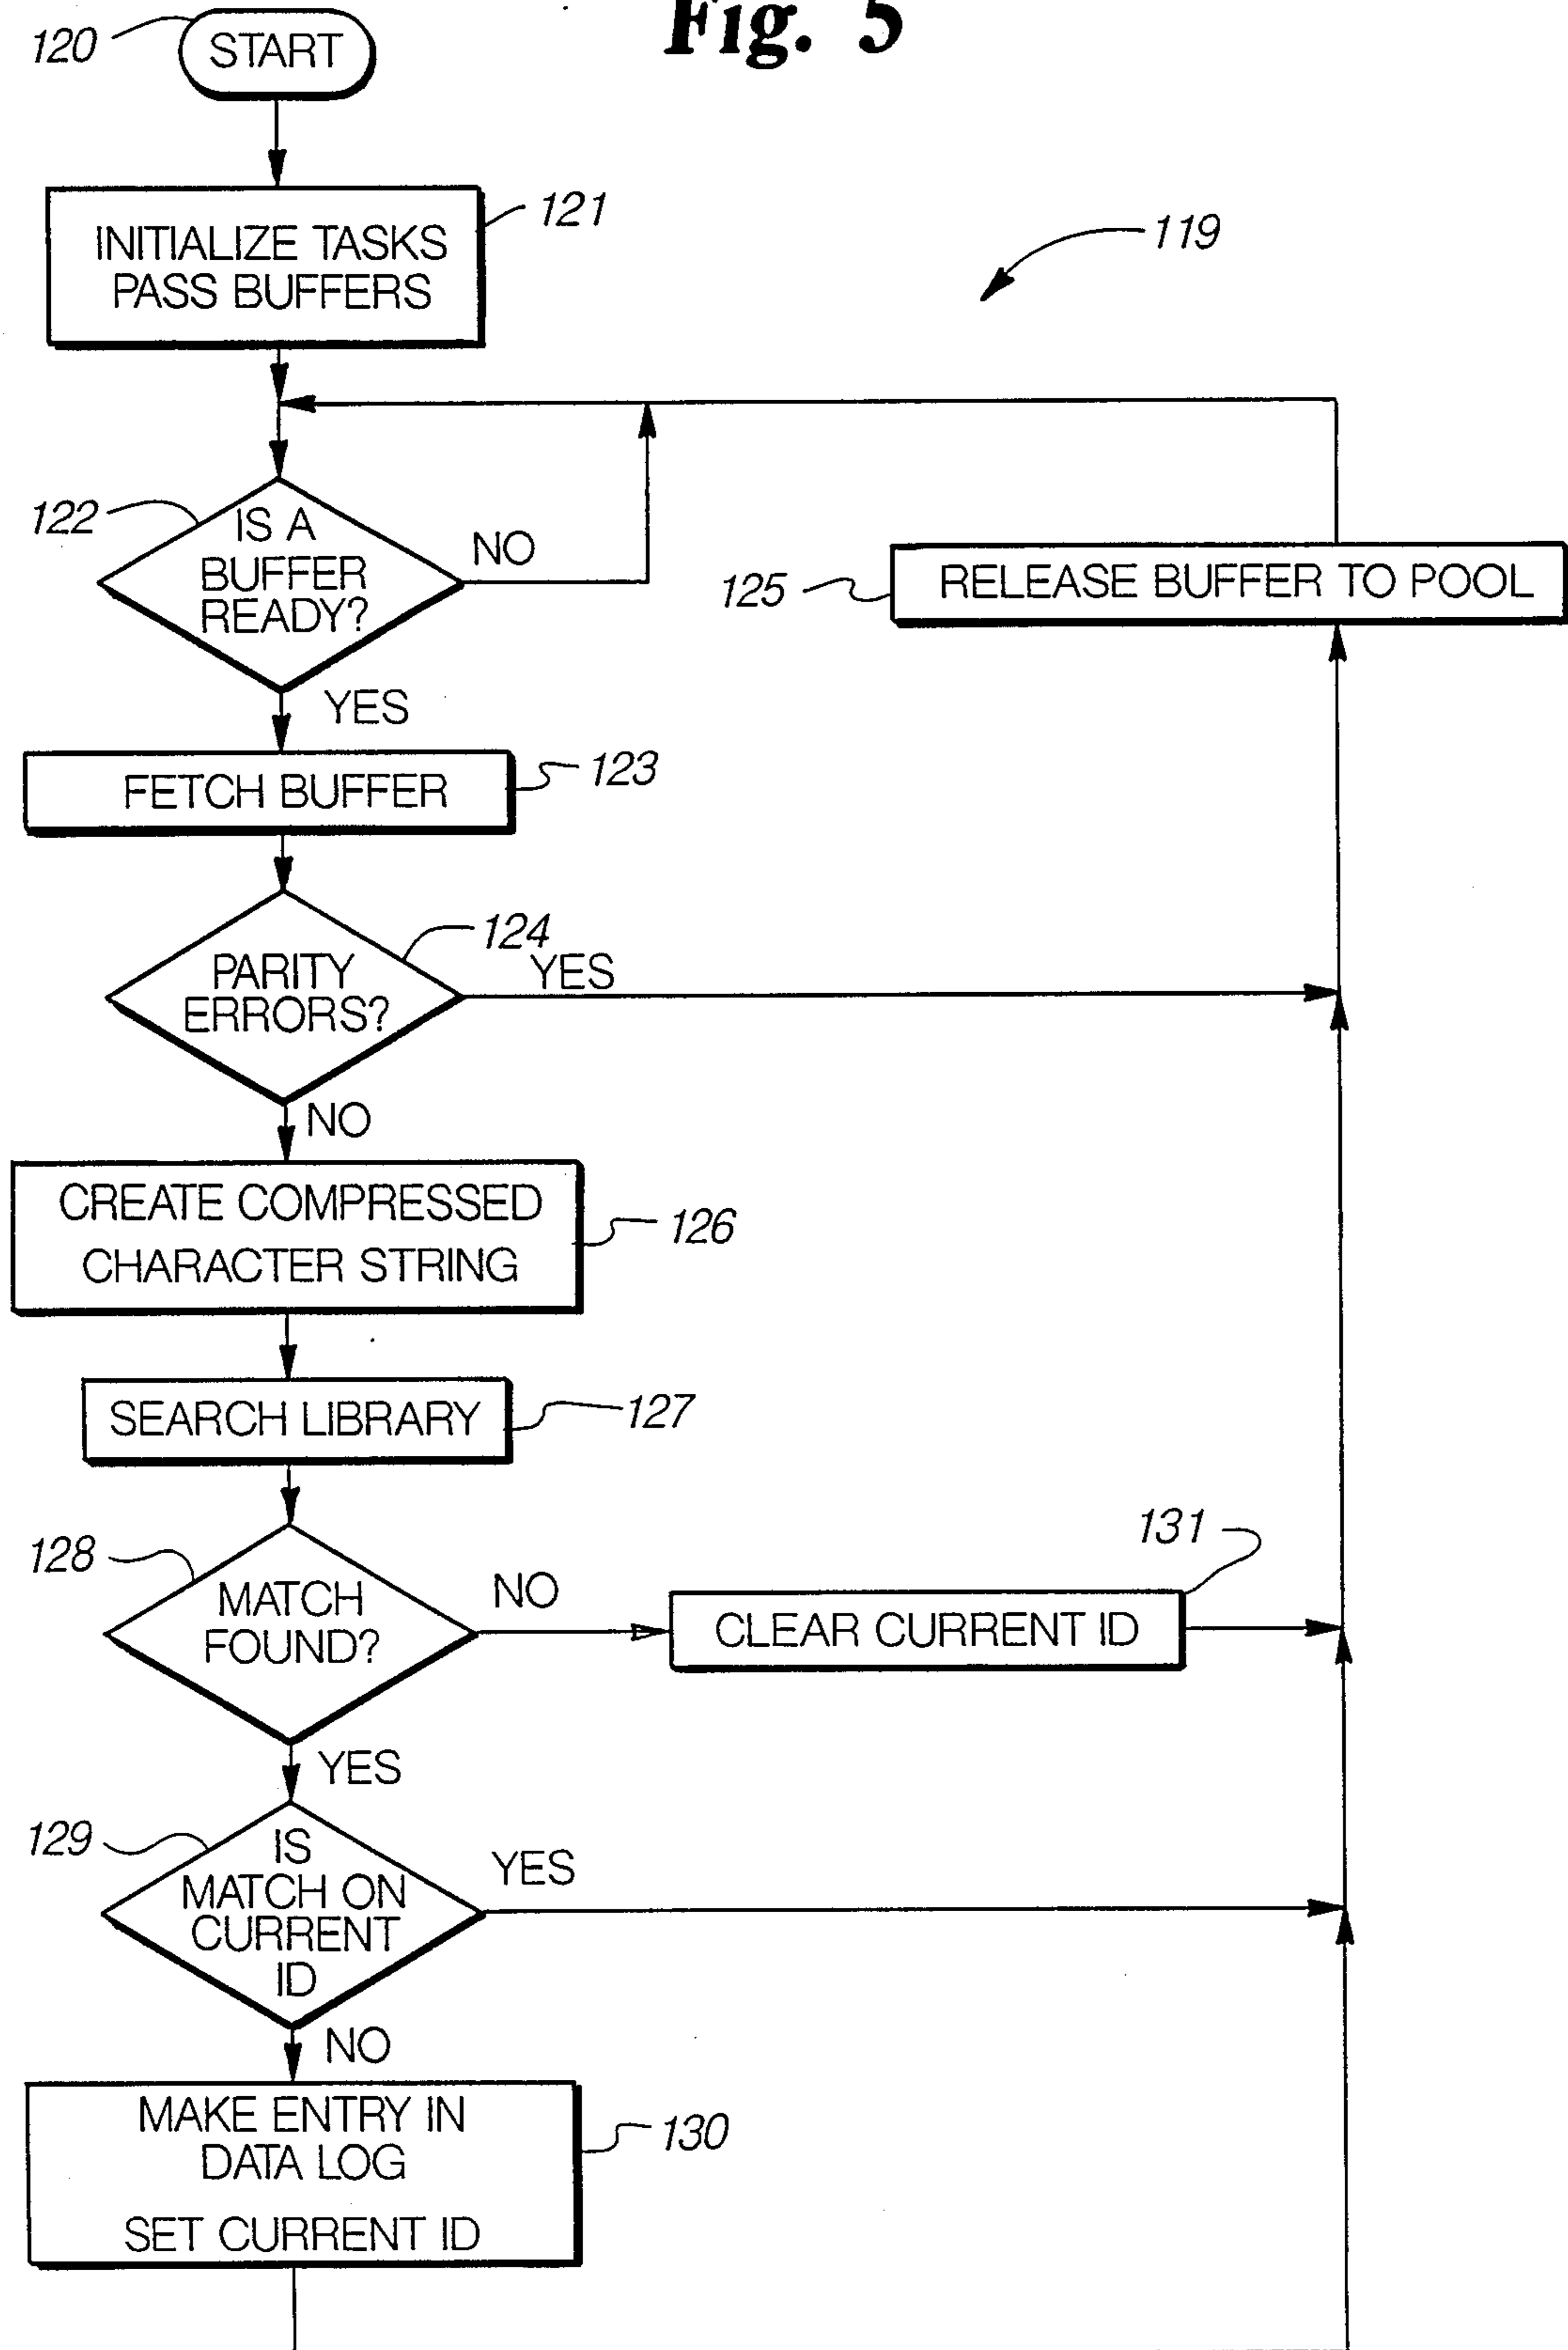 Fig. 5
120
START
INITIALIZE TASKS
PASS BUFFERS
121
119
122
IS A
BUFFER
READY?
NO
125
RELEASE BUFFER TO POOL
YES
FETCH BUFFER
123
124
PARITY
ERRORS?
YES
NO
CREATE COMPRESSED
CHARACTER STRING
126
SEARCH LIBRARY
127
128
MATCH
FOUND?
NO
131
CLEAR CURRENT ID
YES
129
IS
MATCH ON
CURRENT
ID
YES
NO
MAKE ENTRY IN
DATA LOG
SET CURRENT ID
130